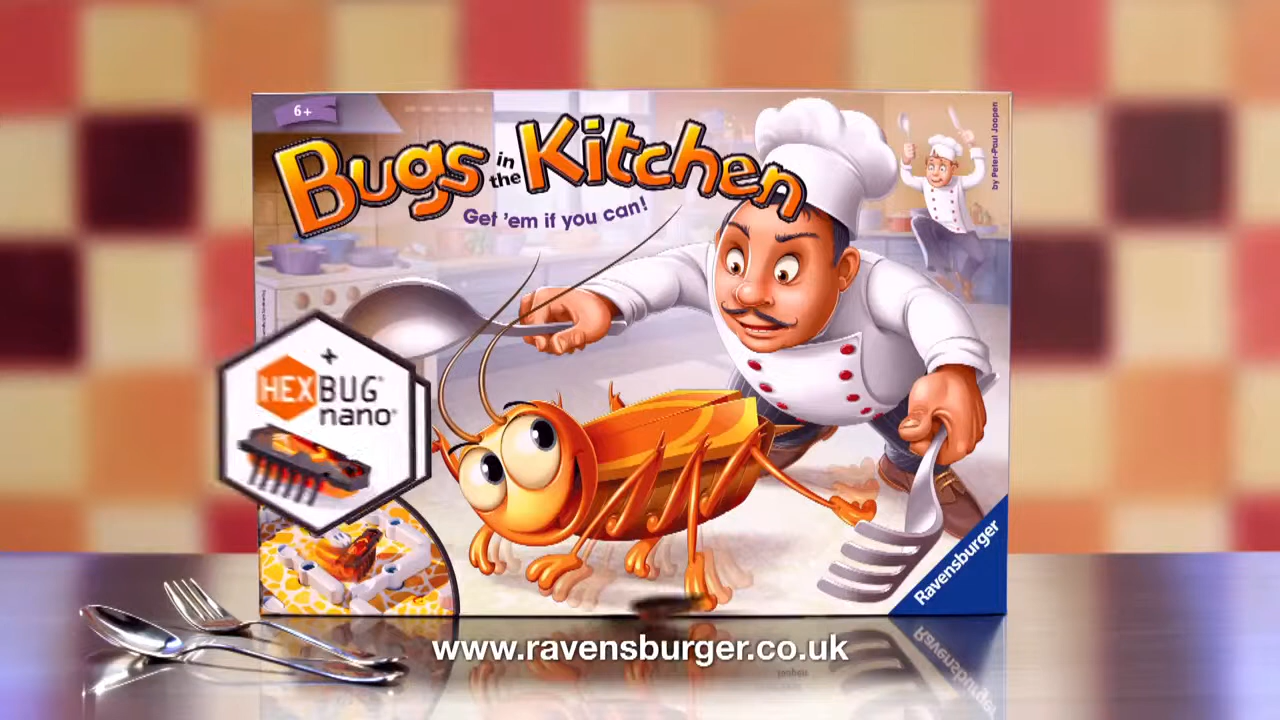 6+
Bugs in the Kitchen
Get 'em if you can!
by Peter-Paul Joopen
+
HEXBUG®
nano®
Ravensburger
www.ravensburger.co.uk